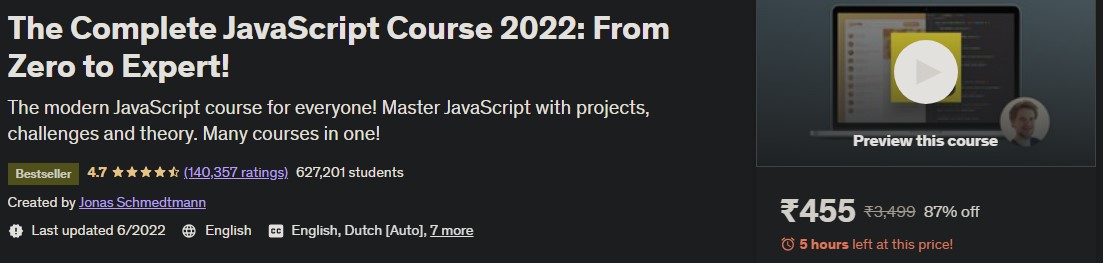 The Complete JavaScript Course 2022: From
Zero to Expert!
The modern JavaScript course for everyone! Master JavaScript with projects,
challenges and theory. Many courses in one!
Bestseller 4.7 (140,357 ratings) 627,201 students
Created by Jonas Schmedtmann
Last updated 6/2022 English CC English, Dutch [Auto], 7 more
Preview this course
₹455 ₹3,499 87% off
5 hours left at this price!